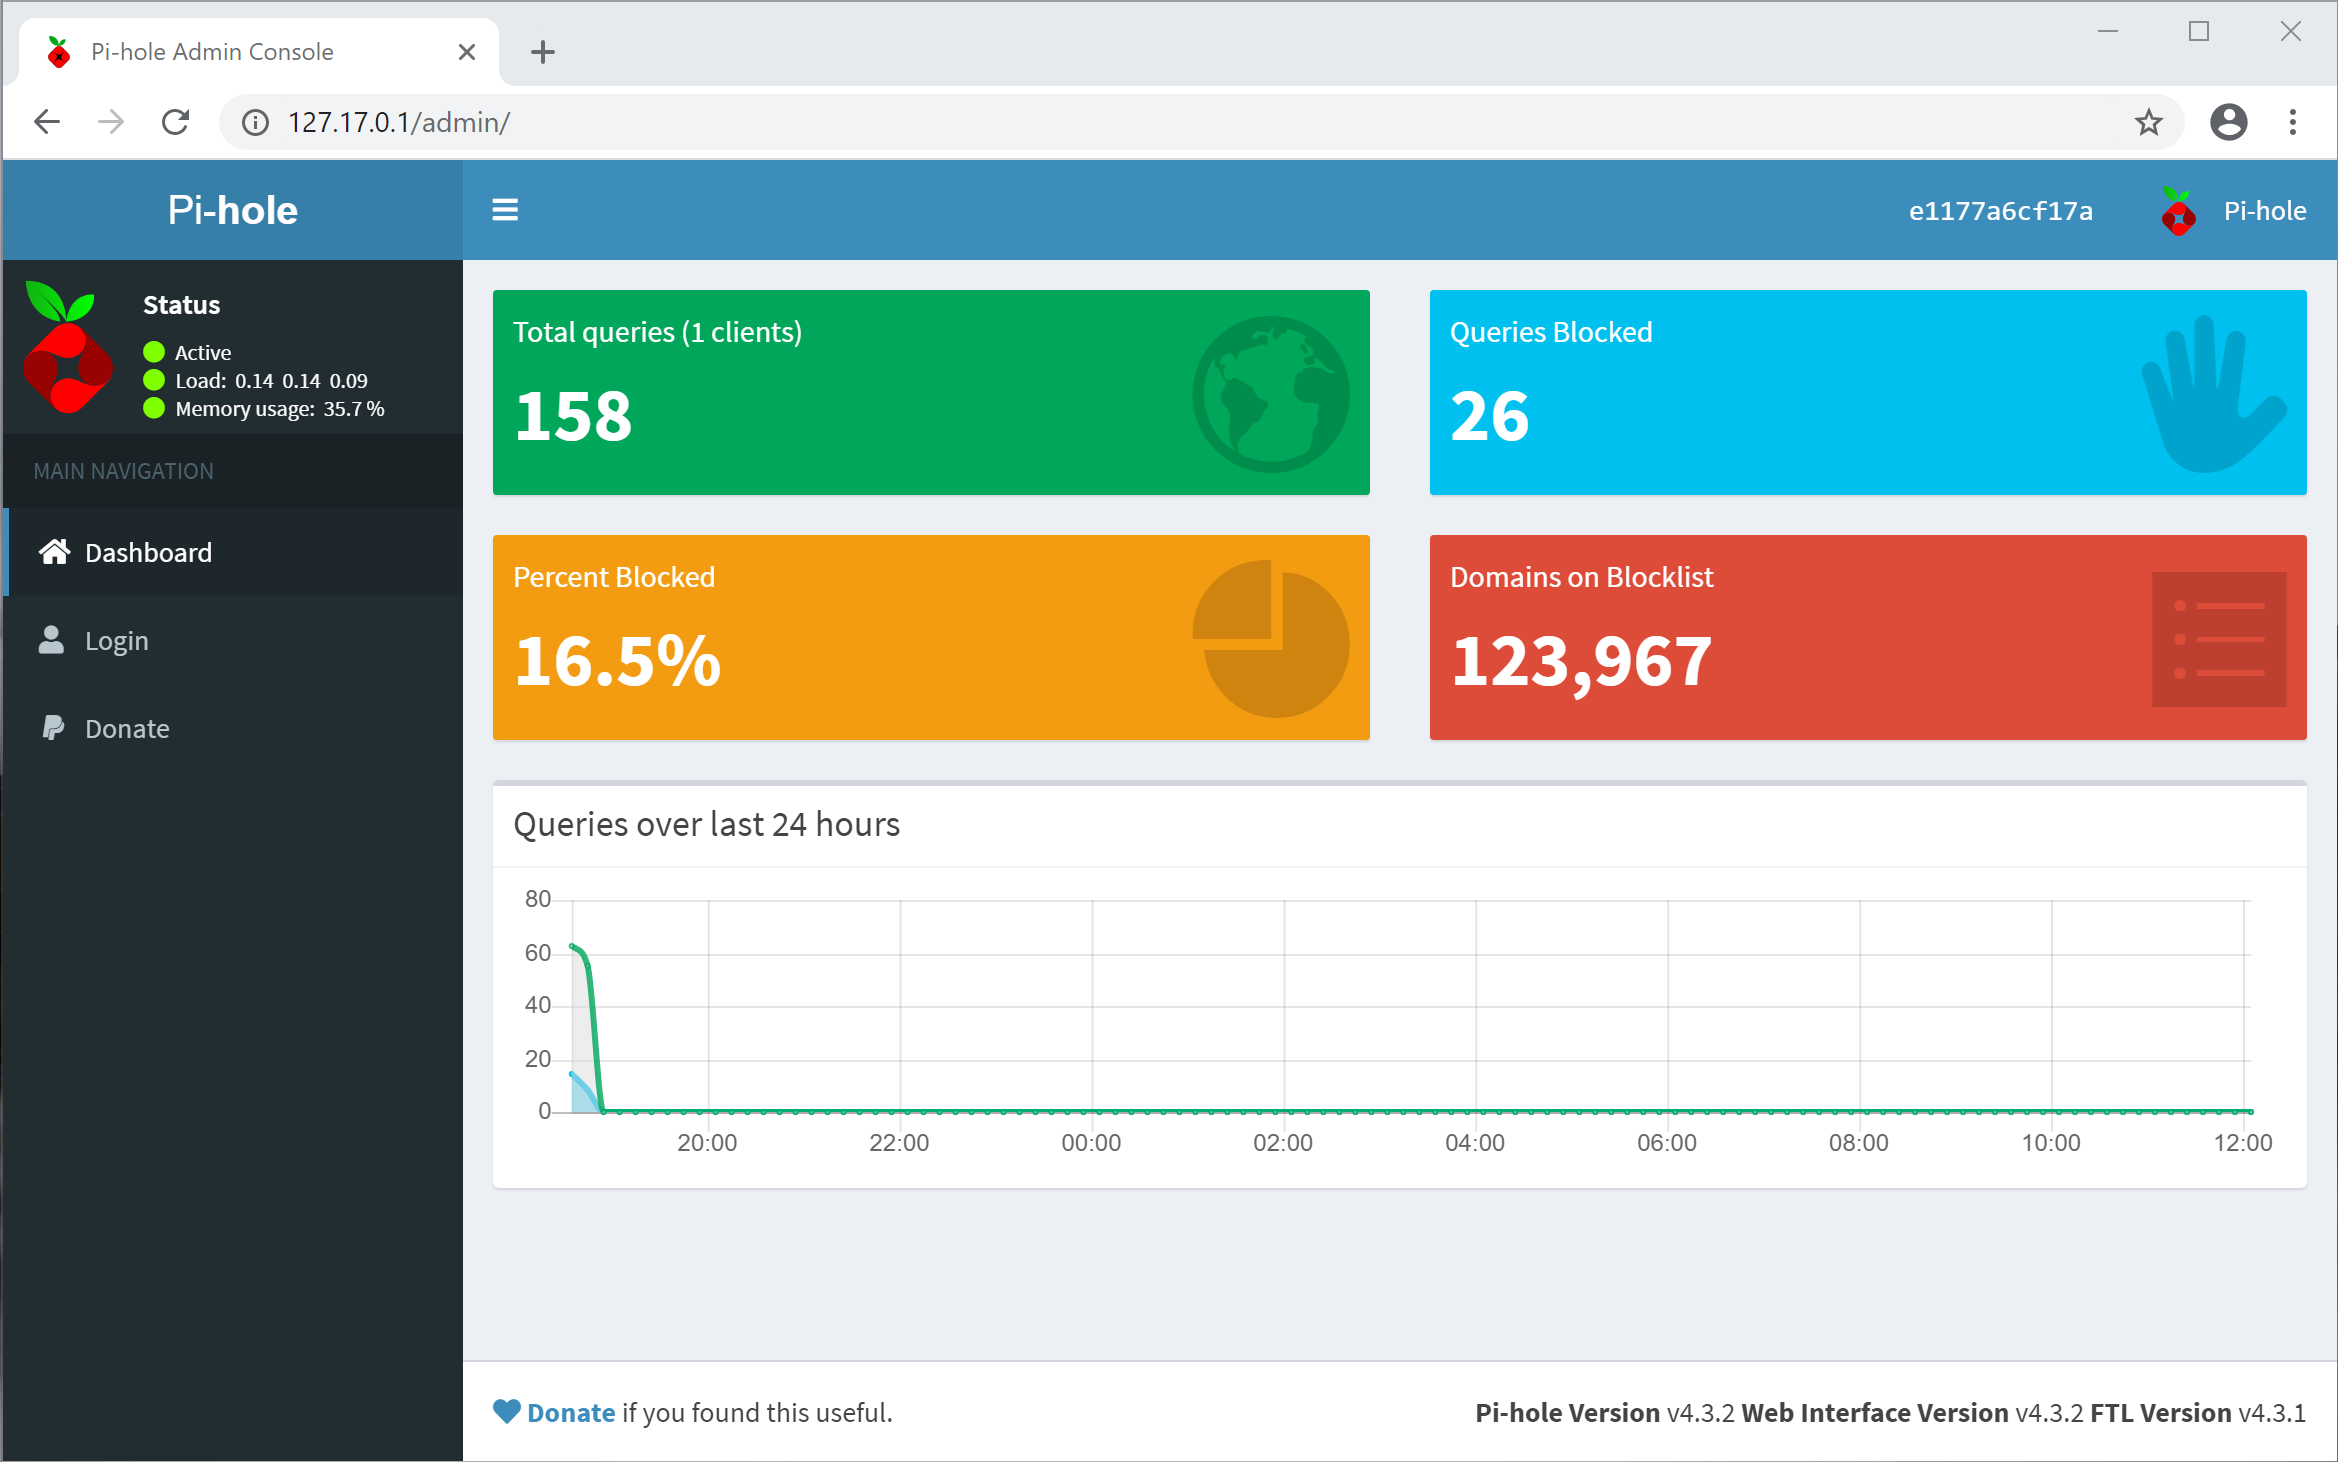 Pi-hole Admin Console
127.17.0.1/admin/
Pi-hole
e1177a6cf17a
Pi-hole
Status
Active
Load: 0.14 0.14 0.09
Memory usage: 35.7 %
MAIN NAVIGATION
Dashboard
Login
Donate
Total queries (1 clients)
158
Queries Blocked
26
Percent Blocked
16.5%
Domains on Blocklist
123,967
Queries over last 24 hours
80
60
40
20
0
20:00 22:00 00:00 02:00 04:00 06:00 08:00 10:00 12:00
Donate if you found this useful.
Pi-hole Version v4.3.2 Web Interface Version v4.3.2 FTL Version v4.3.1